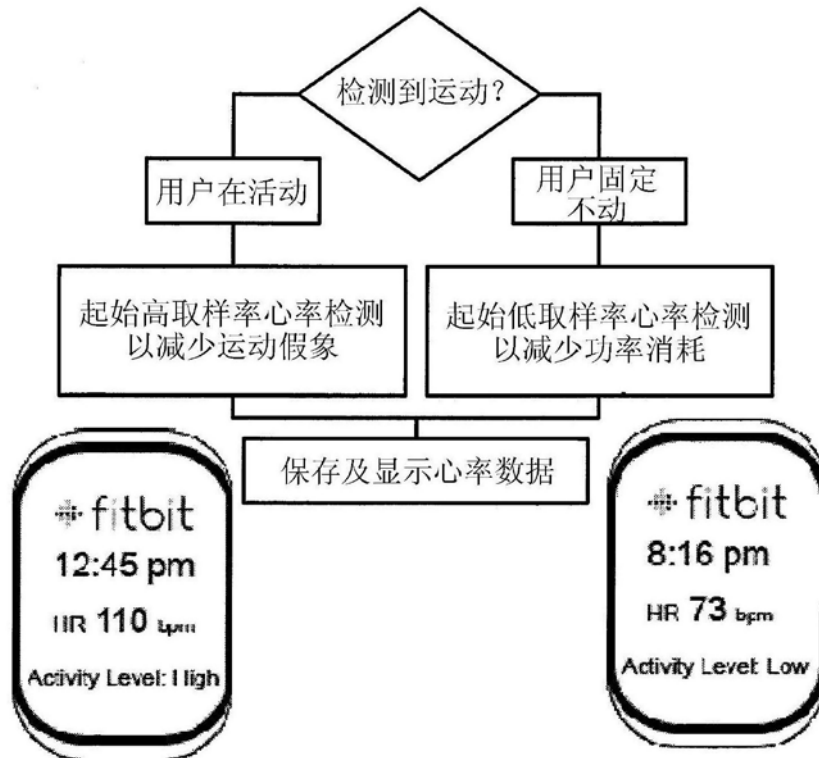 检测到运动?
用户在活动
用户固定
不动
起始高取样率心率检测
以减少运动假象
起始低取样率心率检测
以减少功率消耗
保存及显示心率数据
fitbit
12:45 pm
HR 110 bpm
Activity Level: High
fitbit
8:16 pm
HR 73 bpm
Activity Level: Low